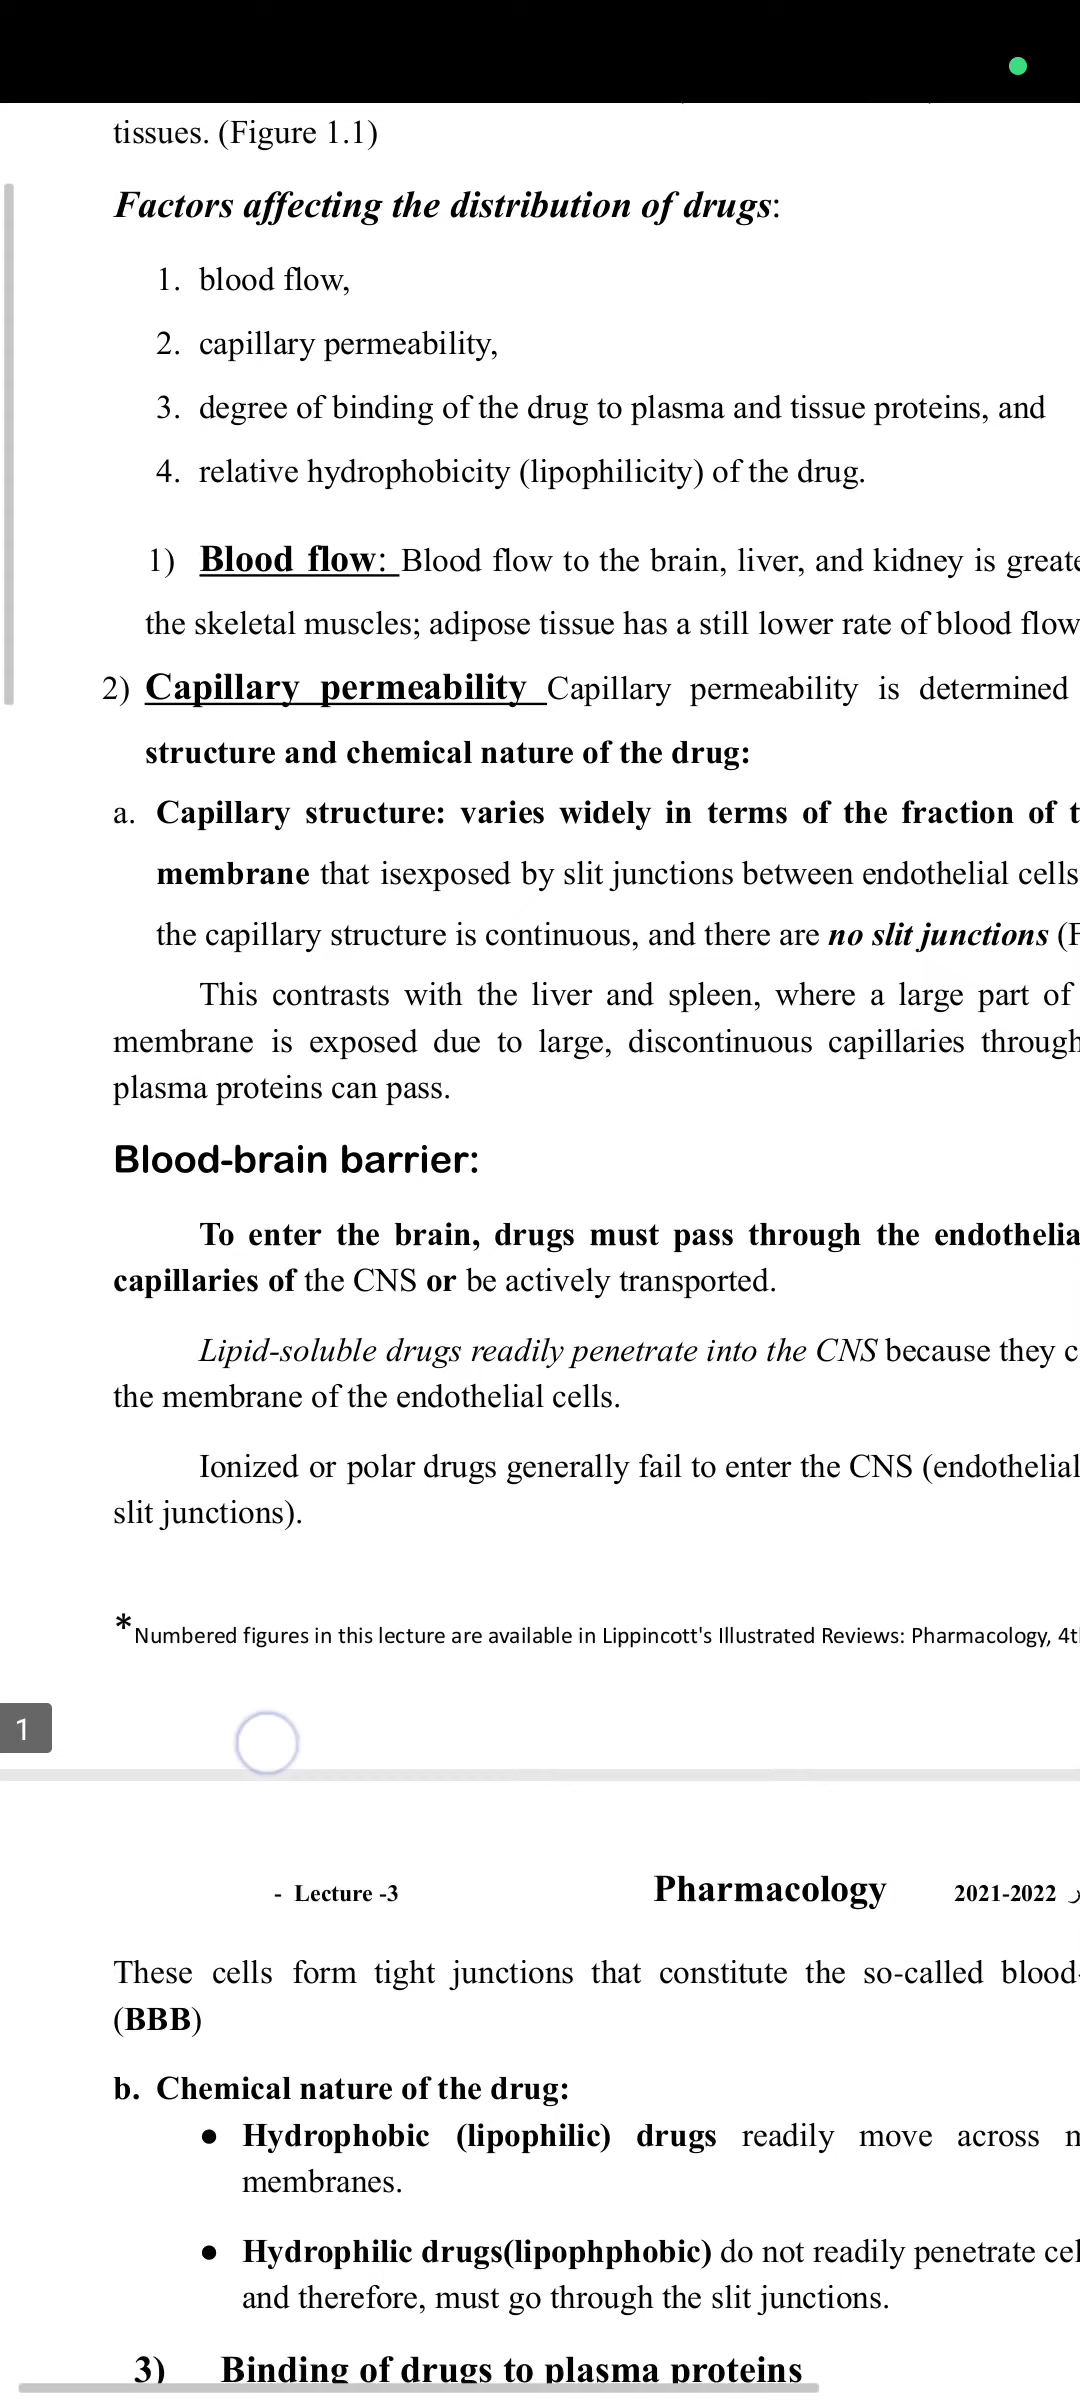 tissues. (Figure 1.1)
Factors affecting the distribution of drugs:
1. blood flow,
2. capillary permeability,
3. degree of binding of the drug to plasma and tissue proteins, and
4. relative hydrophobicity (lipophilicity) of the drug.
1) Blood flow: Blood flow to the brain, liver, and kidney is
the skeletal muscles; adipose tissue has a still lower rate of blood flow
2) Capillary permeability Capillary permeability is determined
structure and chemical nature of the drug:
a. Capillary structure: varies widely in terms of the fraction of
membrane that isexposed by slit junctions between endothelial cells
the capillary structure is continuous, and there are no slit junctions
This contrasts with the liver and spleen, where a large part of
membrane is exposed due to large, discontinuous capillaries through
plasma proteins can pass.
Blood-brain barrier:
To enter the brain, drugs must pass through the
capillaries of the CNS or be actively transported.
Lipid-soluble drugs readily penetrate into the CNS because they
the membrane of the endothelial cells.
Ionized or polar drugs generally fail to enter the CNS (endothelial
slit junctions).
*Numbered figures in this lecture are available in Lippincott's Illustrated Reviews: Pharmacology,
1
- Lecture -3 Pharmacology 2021-2022
These cells form tight junctions that constitute the so-called blood-
(BBB)
b. Chemical nature of the drug:
● Hydrophobic (lipophilic) drugs readily move across
membranes.
● Hydrophilic drugs(lipophphobic) do not readily penetrate
and therefore, must go through the slit junctions.
3) Binding of drugs to plasma proteins